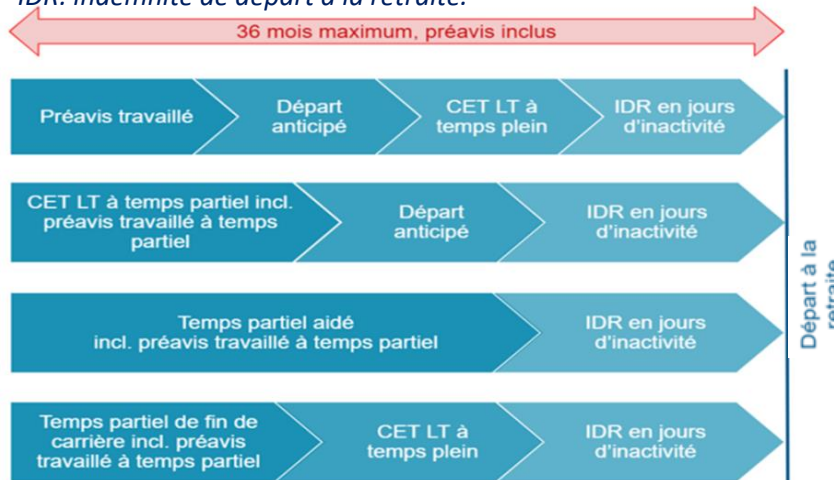 IDR: Indemnité de départ à la retraite.
36 mois maximum, préavis inclus
Préavis travaillé
Départ
anticipé
CET LT à
temps plein
IDR en jours
d'inactivité
CET LT à temps partiel incl.
préavis travaillé à temps
partiel
Départ
anticipé
IDR en jours
d'inactivité
Temps partiel aidé
incl. préavis travaillé à temps partiel
IDR en jours
d'inactivité
Temps partiel de fin de
carrière incl. préavis
travaillé à temps partiel
CET LT à
temps plein
IDR en jours
d'inactivité
Départ à la
retraite